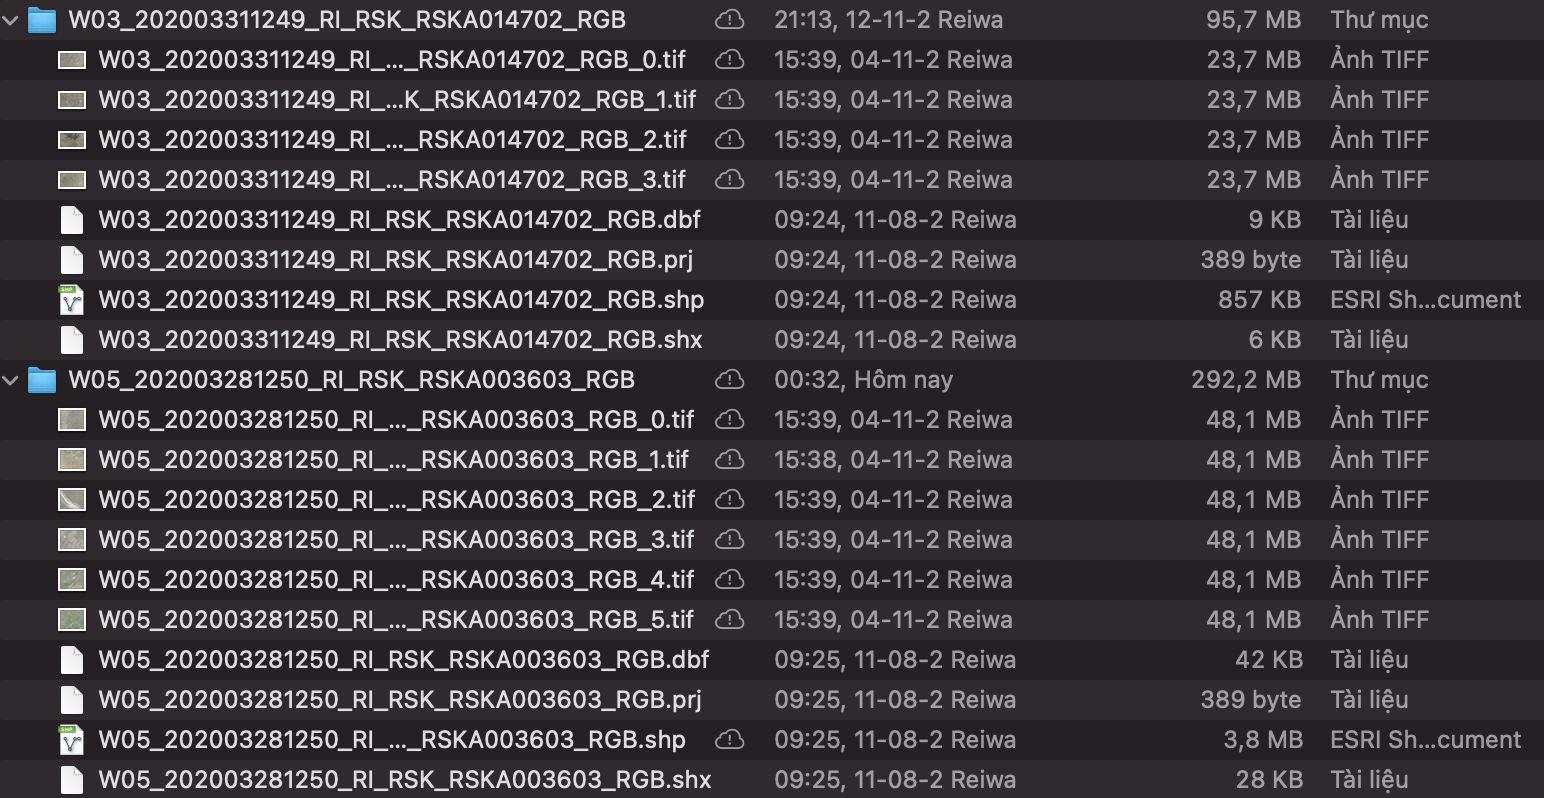 W03_202003311249_RI_RSK_RSKA014702_RGB 21:13, 12-11-2 Reiwa 95,7 MB Thư mục
W03_202003311249_RI_..._RSKA014702_RGB_0.tif 15:39, 04-11-2 Reiwa 23,7 MB Ảnh TIFF
W03_202003311249_RI_...K_RSKA014702_RGB_1.tif 15:39, 04-11-2 Reiwa 23,7 MB Ảnh TIFF
W03_202003311249_RI_..._RSKA014702_RGB_2.tif 15:39, 04-11-2 Reiwa 23,7 MB Ảnh TIFF
W03_202003311249_RI_..._RSKA014702_RGB_3.tif 15:39, 04-11-2 Reiwa 23,7 MB Ảnh TIFF
W03_202003311249_RI_RSK_RSKA014702_RGB.dbf 09:24, 11-08-2 Reiwa 9 KB Tài liệu
W03_202003311249_RI_RSK_RSKA014702_RGB.prj 09:24, 11-08-2 Reiwa 389 byte Tài liệu
SHP W03_202003311249_RI_RSK_RSKA014702_RGB.shp 09:24, 11-08-2 Reiwa 857 KB ESRI Sh...cument
W03_202003311249_RI_RSK_RSKA014702_RGB.shx 09:24, 11-08-2 Reiwa 6 KB Tài liệu
W05_202003281250_RI_RSK_RSKA003603_RGB 00:32, Hôm nay 292,2 MB Thư mục
W05_202003281250_RI_..._RSKA003603_RGB_0.tif 15:39, 04-11-2 Reiwa 48,1 MB Ảnh TIFF
W05_202003281250_RI_..._RSKA003603_RGB_1.tif 15:38, 04-11-2 Reiwa 48,1 MB Ảnh TIFF
W05_202003281250_RI_..._RSKA003603_RGB_2.tif 15:39, 04-11-2 Reiwa 48,1 MB Ảnh TIFF
W05_202003281250_RI_..._RSKA003603_RGB_3.tif 15:39, 04-11-2 Reiwa 48,1 MB Ảnh TIFF
W05_202003281250_RI_..._RSKA003603_RGB_4.tif 15:39, 04-11-2 Reiwa 48,1 MB Ảnh TIFF
W05_202003281250_RI_..._RSKA003603_RGB_5.tif 15:39, 04-11-2 Reiwa 48,1 MB Ảnh TIFF
W05_202003281250_RI_RSK_RSKA003603_RGB.dbf 09:25, 11-08-2 Reiwa 42 KB Tài liệu
W05_202003281250_RI_RSK_RSKA003603_RGB.prj 09:25, 11-08-2 Reiwa 389 byte Tài liệu
SHP W05_202003281250_RI_..._RSKA003603_RGB.shp 09:25, 11-08-2 Reiwa 3,8 MB ESRI Sh...cument
W05_202003281250_RI_RSK_RSKA003603_RGB.shx 09:25, 11-08-2 Reiwa 28 KB Tài liệu